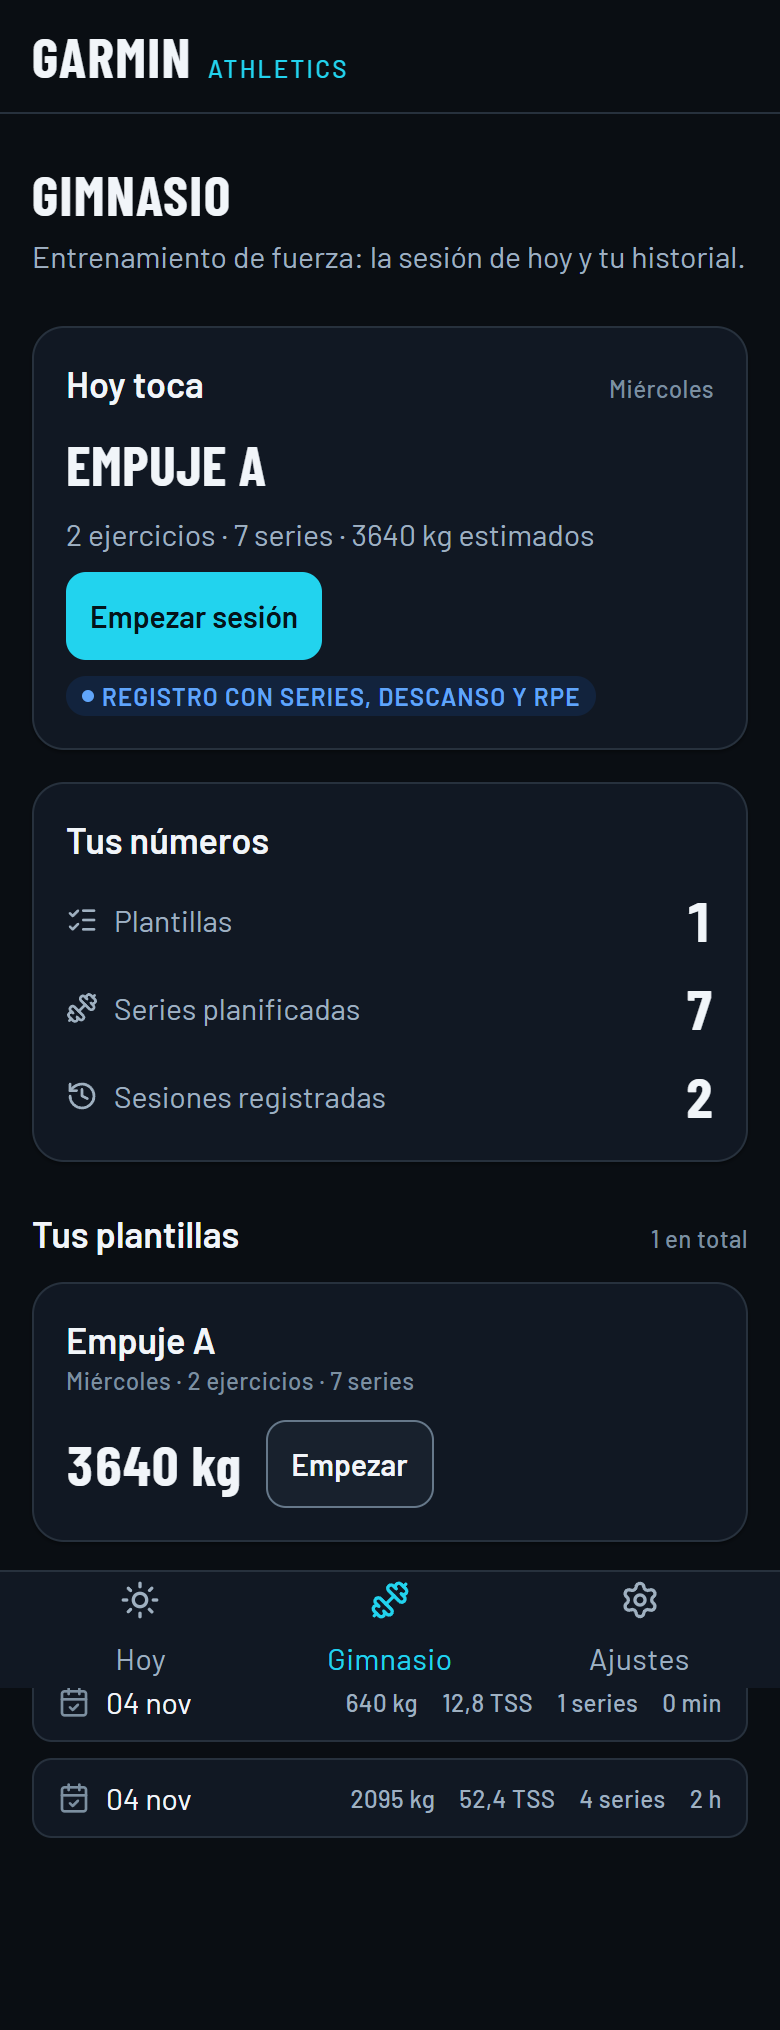 GARMIN ATHLETICS
GIMNASIO
Entrenamiento de fuerza: la sesión de hoy y tu historial.
Hoy toca
Miércoles
EMPUJE A
2 ejercicios · 7 series · 3640 kg estimados
Empezar sesión
REGISTRO CON SERIES, DESCANSO Y RPE
Tus números
Plantillas 1
Series planificadas 7
Sesiones registradas 2
Tus plantillas
1 en total
Empuje A
Miércoles · 2 ejercicios · 7 series
3640 kg
Empezar
Hoy
Gimnasio
Ajustes
04 nov 640 kg 12,8 TSS 1 series 0 min
04 nov 2095 kg 52,4 TSS 4 series 2 h